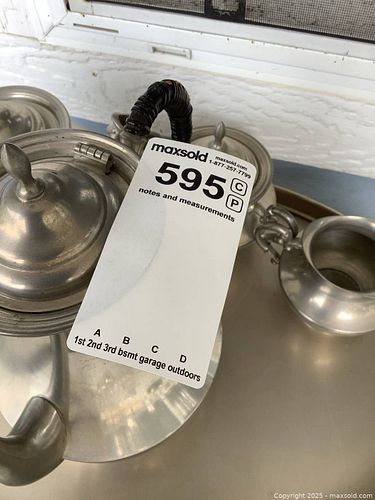 maxsold maxsold.com
1-877-257-7799
595 C
P
notes and measurements
A B C D
1st 2nd 3rd bsmt garage outdoors
Copyright 2025 - maxsold.com